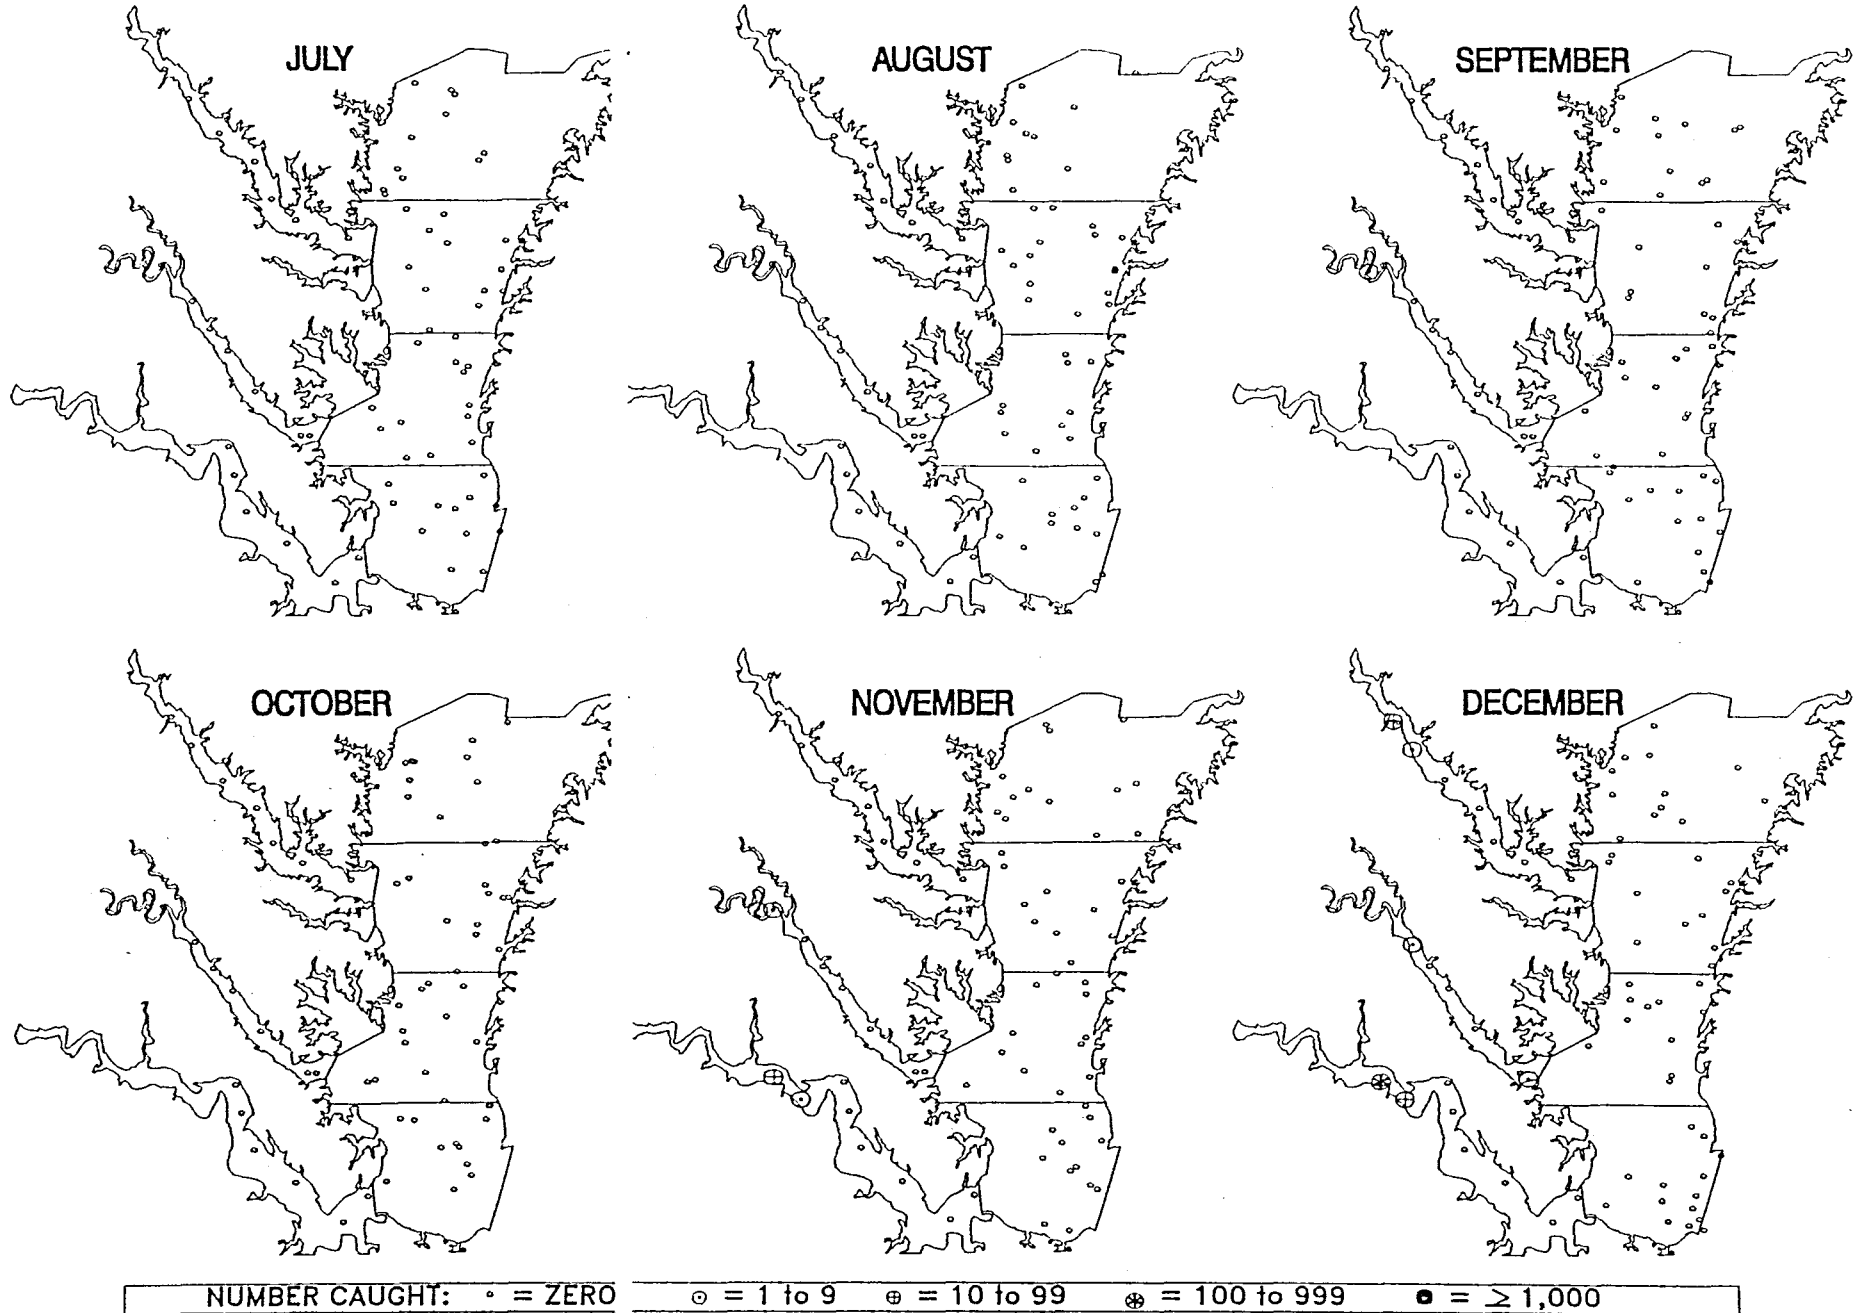 JULY
AUGUST
SEPTEMBER
OCTOBER
NOVEMBER
DECEMBER
NUMBER CAUGHT: ∘ = ZERO ⊙ = 1 to 9 ⊕ = 10 to 99 ⊛ = 100 to 999 ◘ = ≥ 1,000